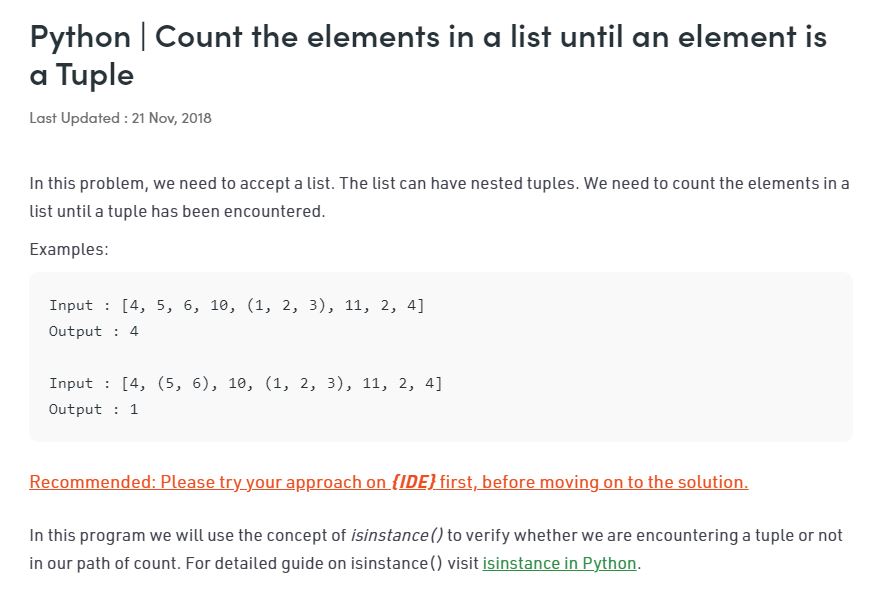 Python | Count the elements in a list until an element is
a Tuple
Last Updated : 21 Nov, 2018
In this problem, we need to accept a list. The list can have nested tuples. We need to count the elements in a
list until a tuple has been encountered.
Examples:
Input : [4, 5, 6, 10, (1, 2, 3), 11, 2, 4]
Output : 4
Input : [4, (5, 6), 10, (1, 2, 3), 11, 2, 4]
Output : 1
Recommended: Please try your approach on {IDE} first, before moving on to the solution.
In this program we will use the concept of isinstance() to verify whether we are encountering a tuple or not
in our path of count. For detailed guide on isinstance() visit isinstance in Python.